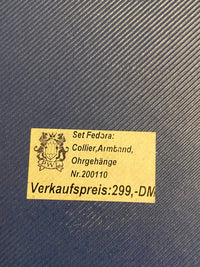 Set Fedora:
Collier,Armband,
Ohrgehänge
Nr.200110
Verkaufspreis:299,-DM